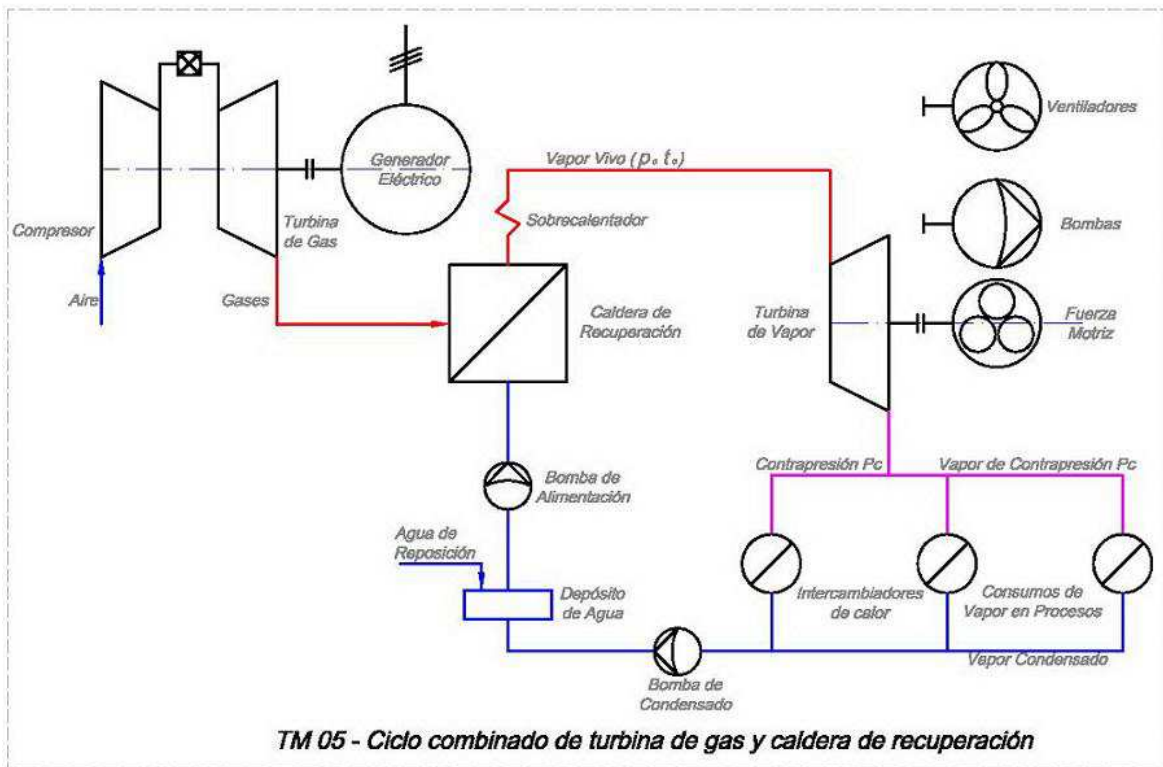 Ventiladores
Generador
Eléctrico
Vapor Vivo (p. t.)
Compresor
Turbina
de Gas
Sobrecalentador
Bombas
Aire
Gases
Caldera de
Recuperación
Turbina
de Vapor
Fuerza
Motriz
Contrapresión Pc
Vapor de Contrapresión Pc
Bomba de
Alimentación
Agua de
Reposición
Depósito
de Agua
Intercambiadores
de calor
Consumos de
Vapor en Procesos
Vapor Condensado
Bomba de
Condensado
TM 05 - Ciclo combinado de turbina de gas y caldera de recuperación